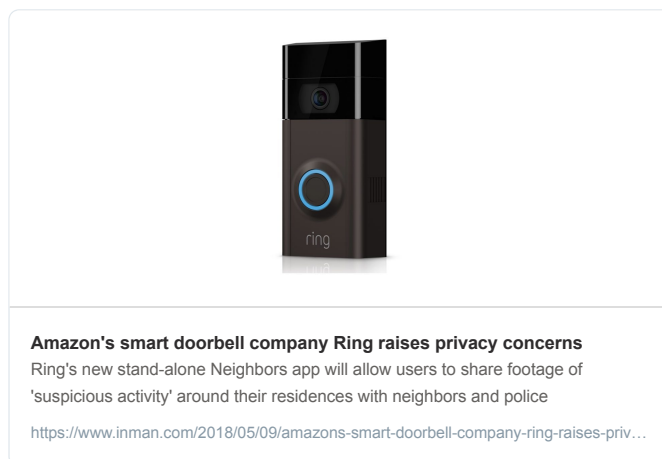 ring
Amazon's smart doorbell company Ring raises privacy concerns
Ring's new stand-alone Neighbors app will allow users to share footage of
'suspicious activity' around their residences with neighbors and police
https://www.inman.com/2018/05/09/amazons-smart-doorbell-company-ring-raises-priv…